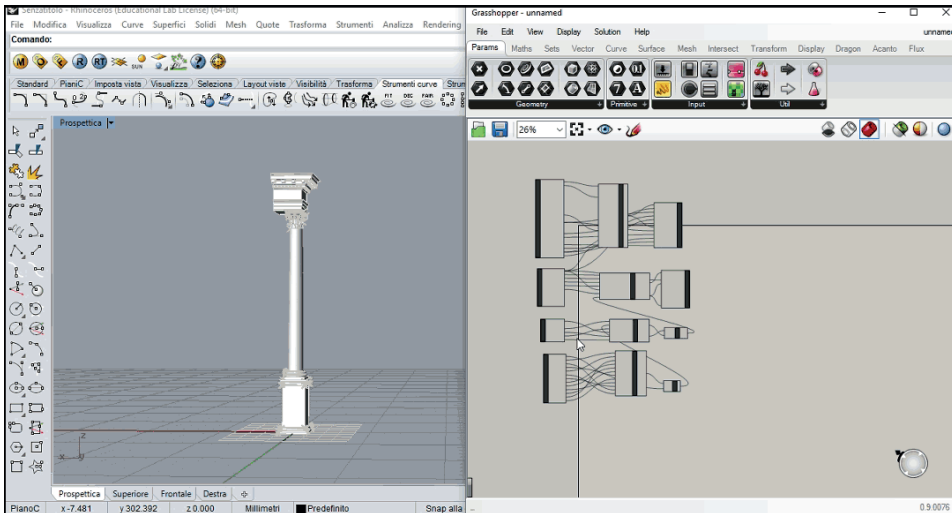 Senzatitolo - Rhinoceros (Educational Lab License) (64-bit)
File Modifica Visualizza Curve Superfici Solidi Mesh Quote Trasforma Strumenti Analizza Rendering
Comando:
Standard PianiC Imposta vista Visualizza Seleziona Layout viste Visibilità Trasforma Strumenti curve Strum
Prospettica
z
x
Prospettica Superiore Frontale Destra
PianoC x -7.481 y 302.392 z 0.000 Millimetri Predefinito Snap alla
Grasshopper - unnamed
File Edit View Display Solution Help unnamed
Params Maths Sets Vector Curve Surface Mesh Intersect Transform Display Dragon Acanto Flux
Geometry Primitive Input Util
26%
0.9.0076